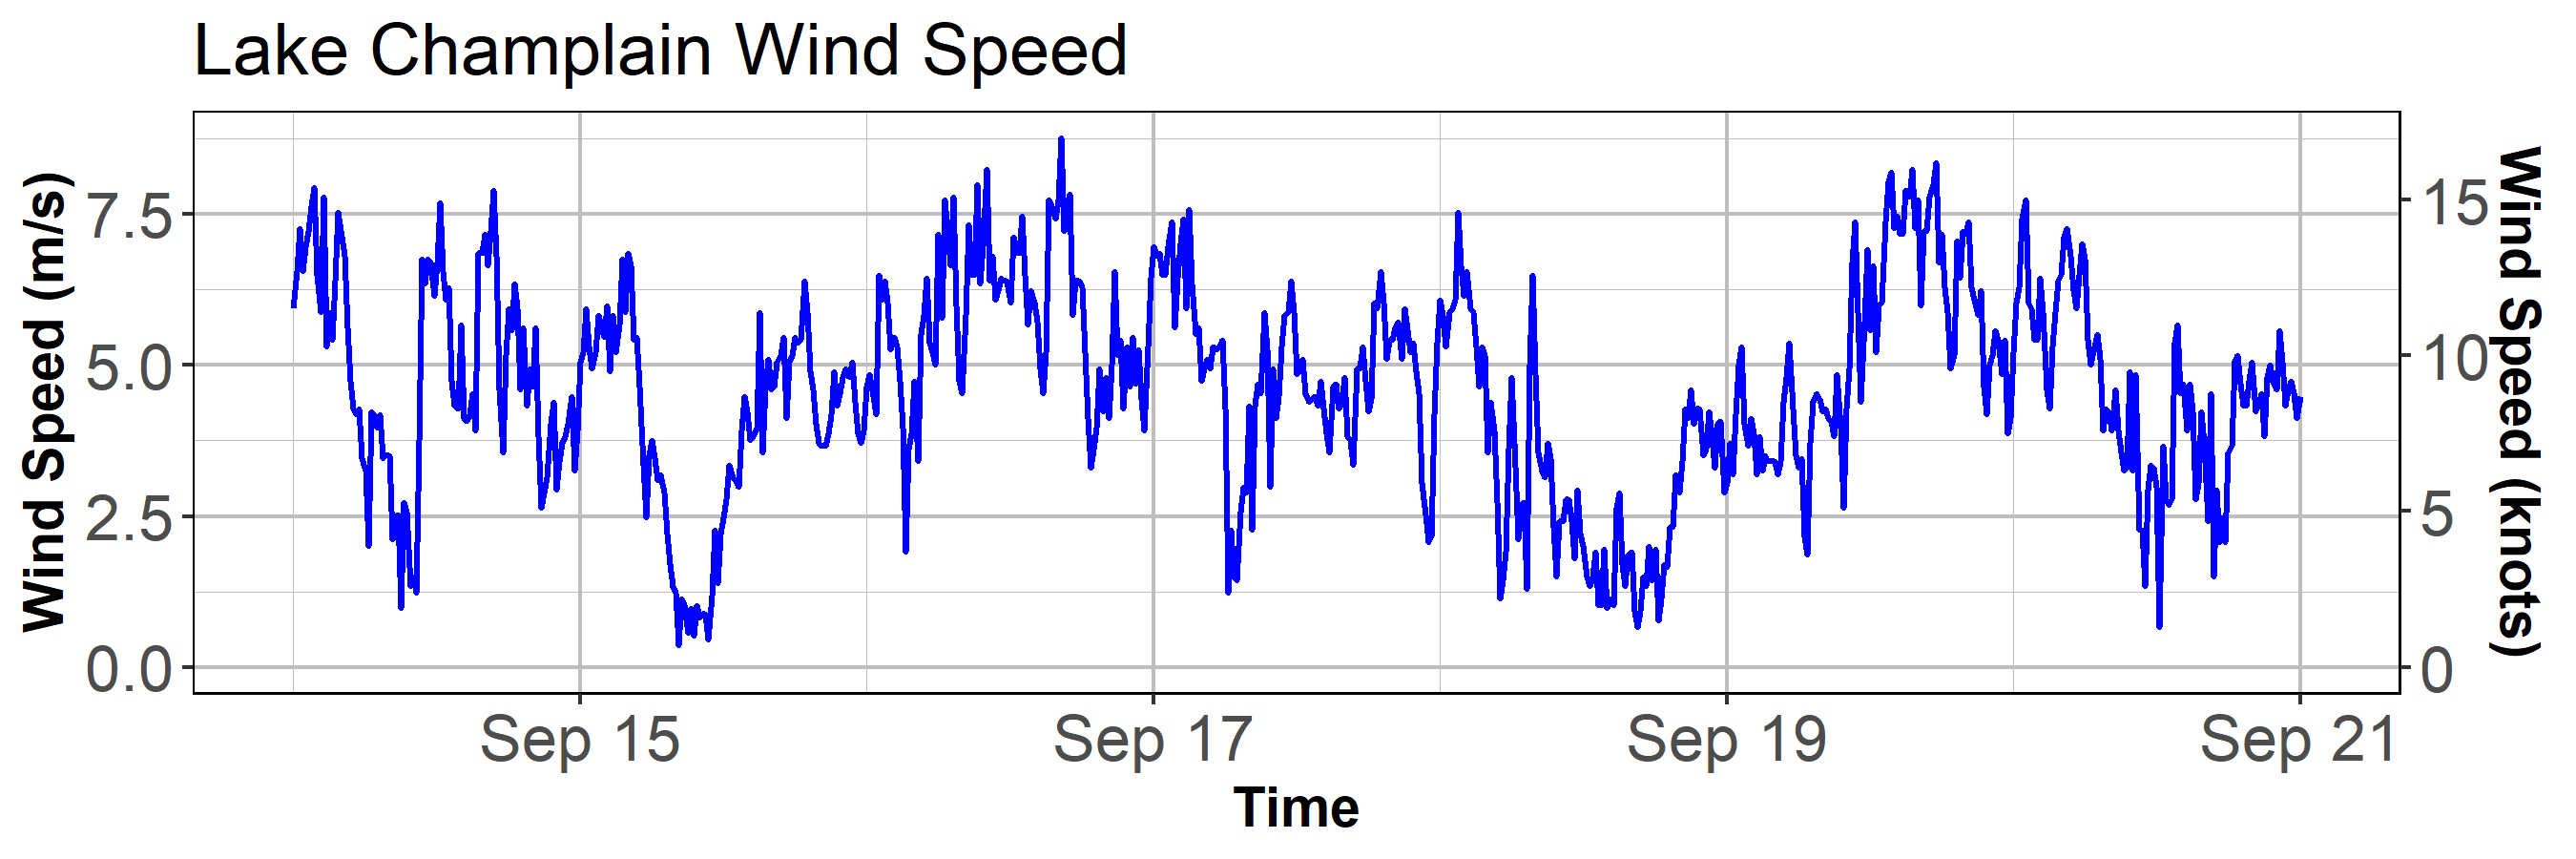 Lake Champlain Wind Speed
Wind Speed (m/s)
7.5
5.0
2.5
0.0
15
10
5
0
Wind Speed (knots)
Sep 15
Sep 17
Sep 19
Sep 21
Time